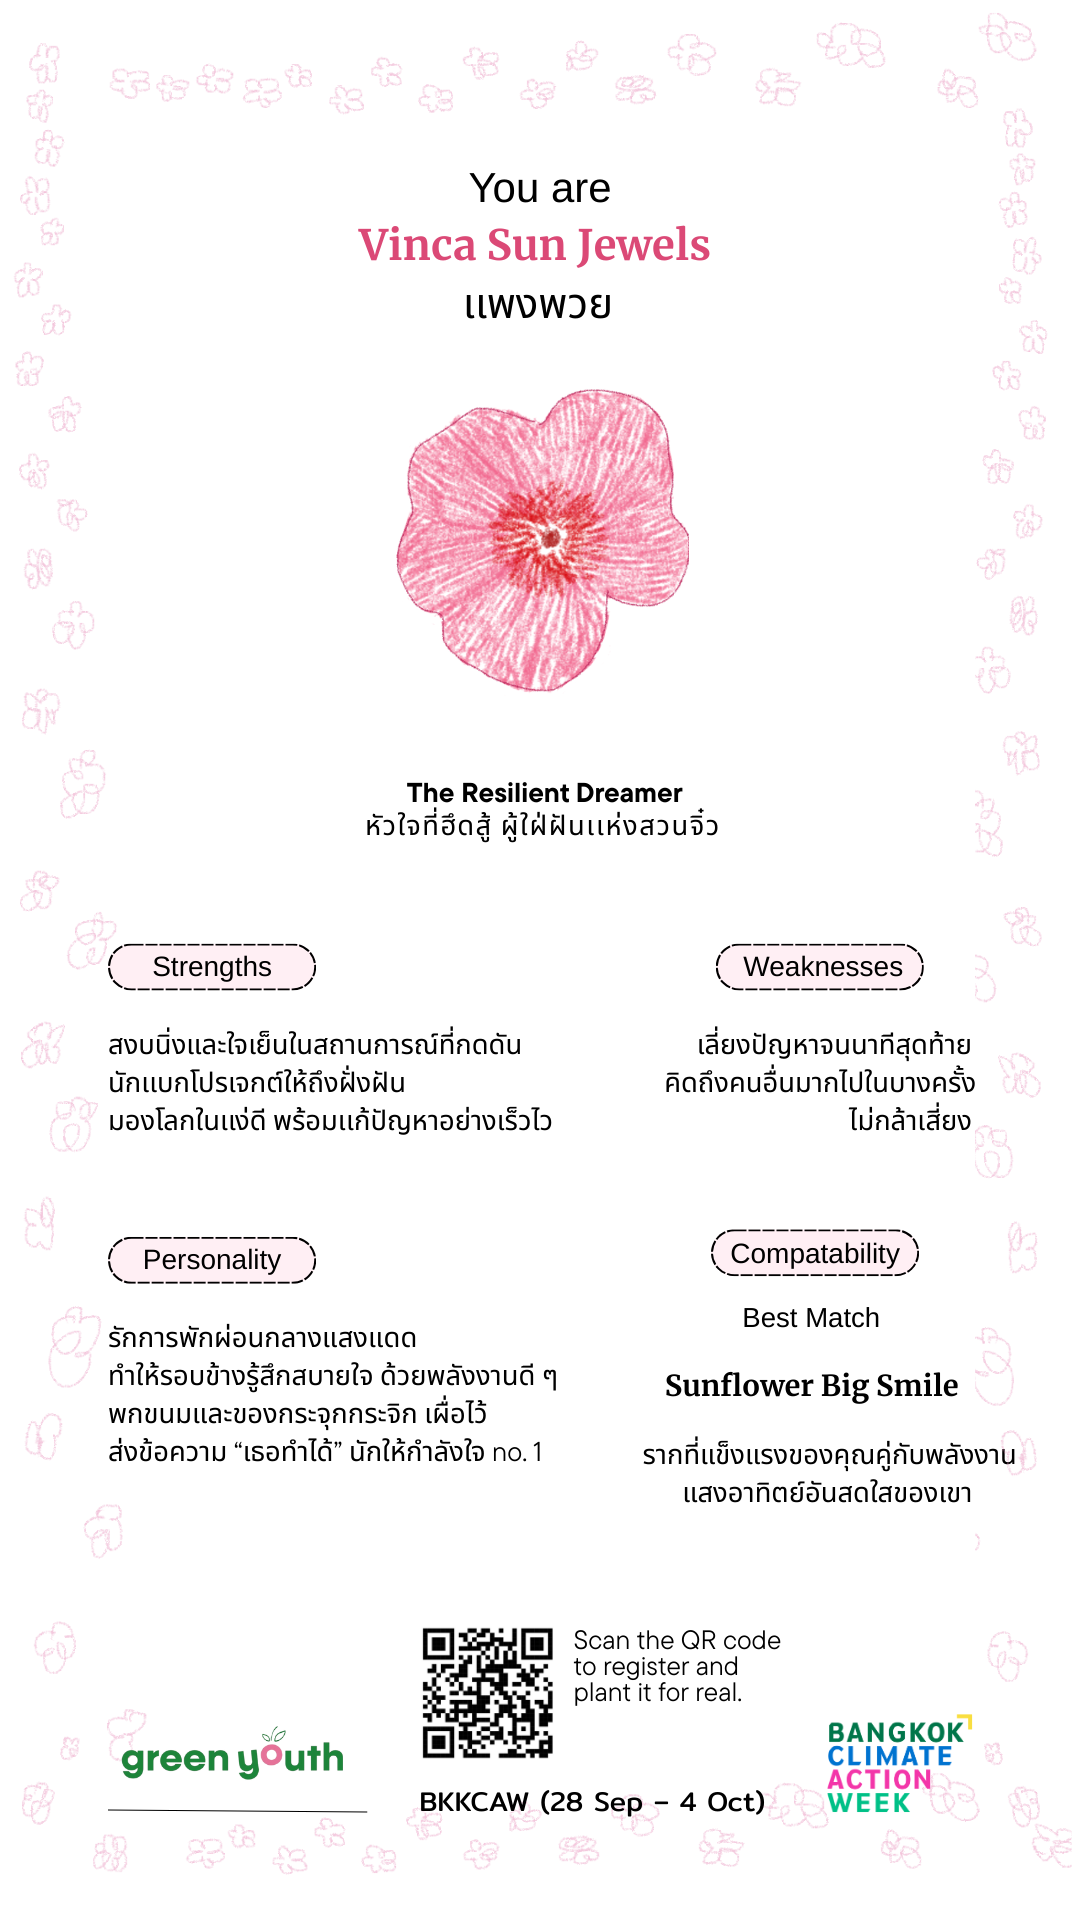 You are
Vinca Sun Jewels
แพงพวย
The Resilient Dreamer
หัวใจที่ฮึดสู้ ผู้ใฝ่ฝันแห่งสวนจิ๋ว
Strengths
สงบนิ่งและใจเย็นในสถานการณ์ที่กดดัน
นักแบกโปรเจกต์ให้ถึงฝั่งฝัน
มองโลกในแง่ดี พร้อมแก้ปัญหาอย่างเร็วไว
Weaknesses
เลี่ยงปัญหาจนนาทีสุดท้าย
คิดถึงคนอื่นมากไปในบางครั้ง
ไม่กล้าเสี่ยง
Personality
รักการพักผ่อนกลางแสงแดด
ทำให้รอบข้างรู้สึกสบายใจ ด้วยพลังงานดี ๆ
พกขนมและของกระจุกกระจิก เผื่อไว้
ส่งข้อความ “เธอทำได้” นักให้กำลังใจ no. 1
Compatability
Best Match
Sunflower Big Smile
รากที่แข็งแรงของคุณคู่กับพลังงาน
แสงอาทิตย์อันสดใสของเขา
Scan the QR code
to register and
plant it for real.
green youth
BKKCAW (28 Sep – 4 Oct)
BANGKOK
CLIMATE
ACTION
WEEK